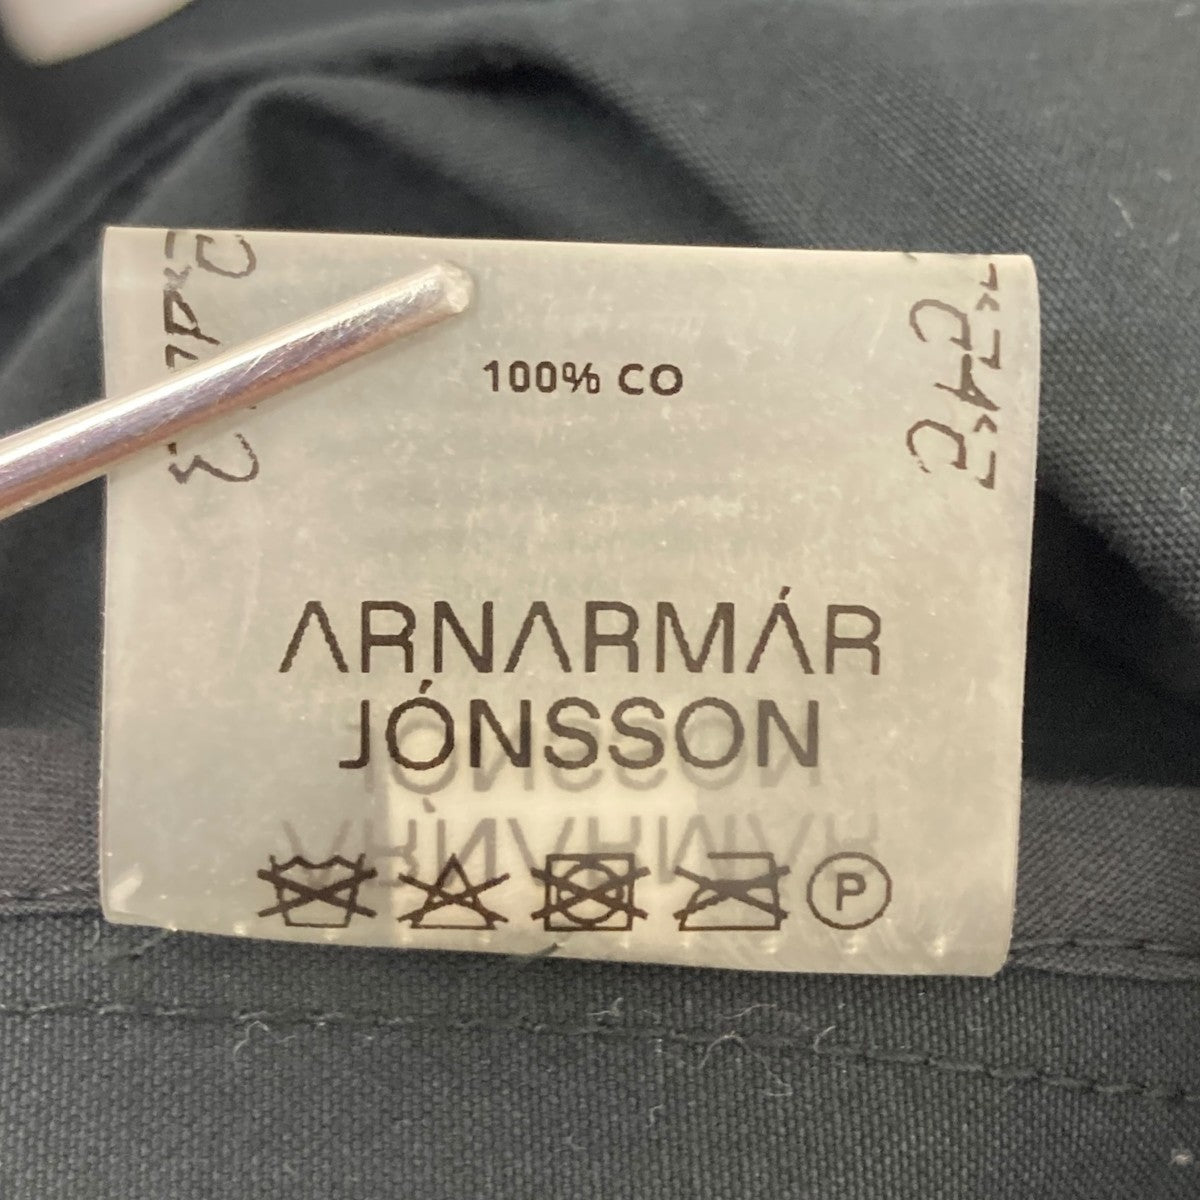 100% CO
ARNARMÁR
JÓNSSON
P